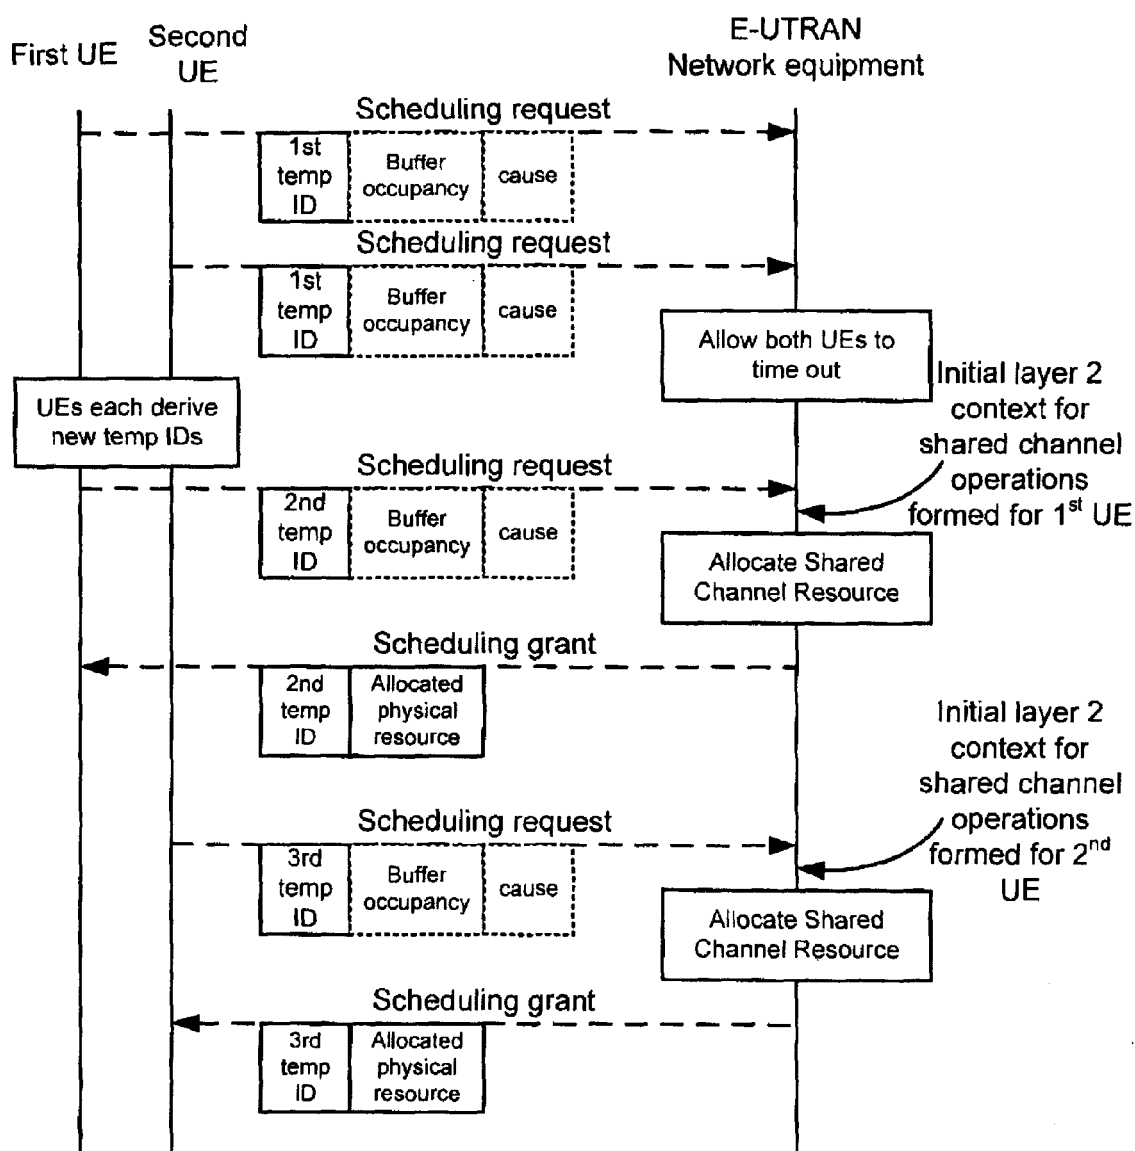 First UE
Second
UE
E-UTRAN
Network equipment
Scheduling request
1st
temp
ID
Buffer
occupancy
cause
Scheduling request
1st
temp
ID
Buffer
occupancy
cause
Allow both UEs to
time out
UEs each derive
new temp IDs
Initial layer 2
context for
shared channel
operations
formed for 1st UE
Scheduling request
2nd
temp
ID
Buffer
occupancy
cause
Allocate Shared
Channel Resource
Scheduling grant
2nd
temp
ID
Allocated
physical
resource
Initial layer 2
context for
shared channel
operations
formed for 2nd
UE
Scheduling request
3rd
temp
ID
Buffer
occupancy
cause
Allocate Shared
Channel Resource
Scheduling grant
3rd
temp
ID
Allocated
physical
resource